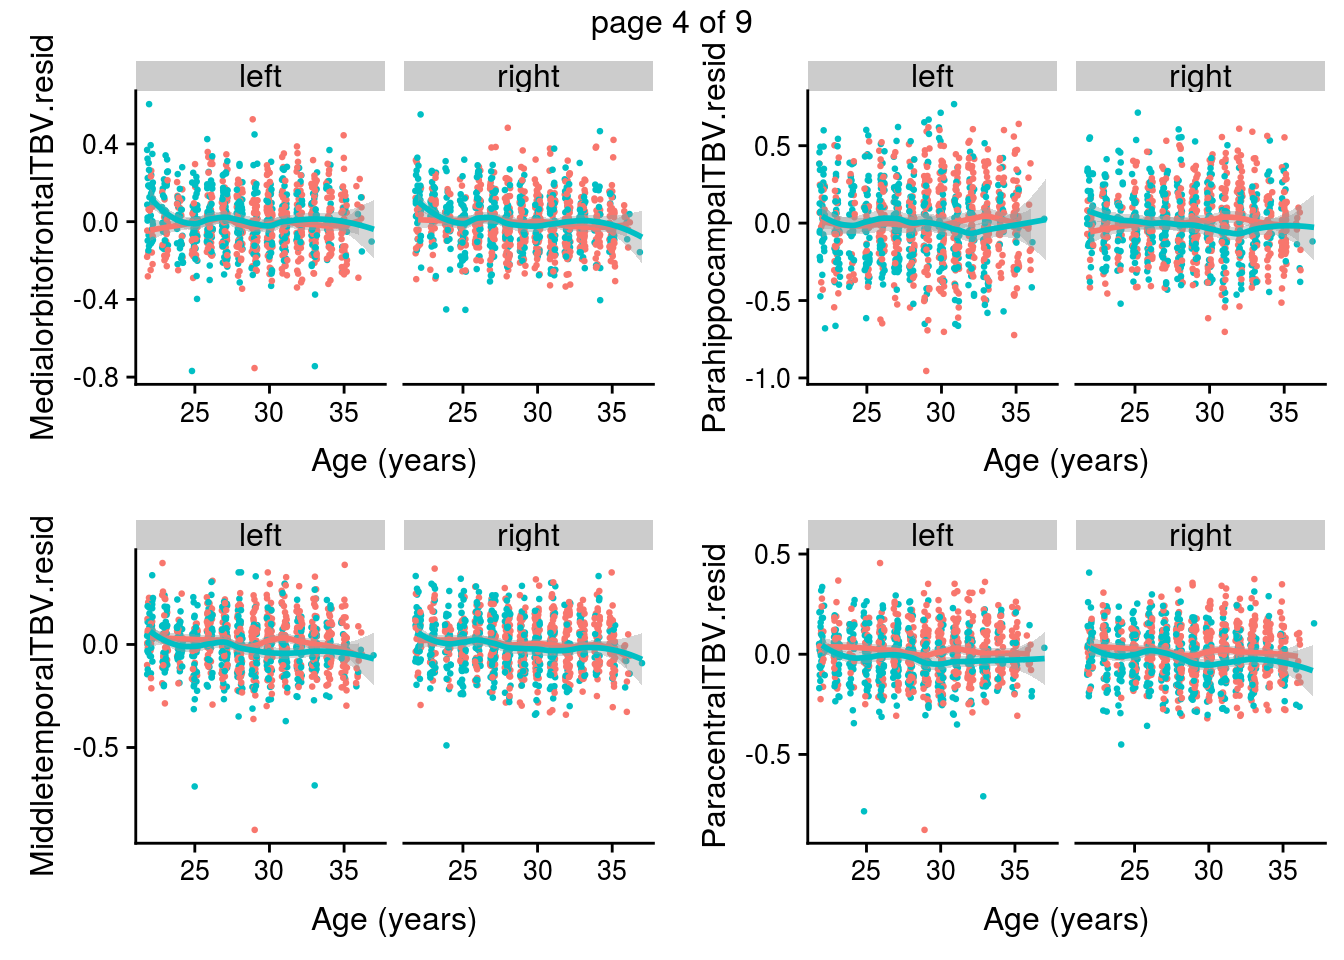 page 4 of 9
MedialorbitofrontalTBV.resid
left
right
0.4
0.0
-0.4
-0.8
25
30
35
25
30
35
Age (years)
ParahippocampalTBV.resid
left
right
0.5
0.0
-0.5
-1.0
25
30
35
25
30
35
Age (years)
MiddletemporalTBV.resid
left
right
0.0
-0.5
25
30
35
25
30
35
Age (years)
ParacentralTBV.resid
left
right
0.5
0.0
-0.5
25
30
35
25
30
35
Age (years)